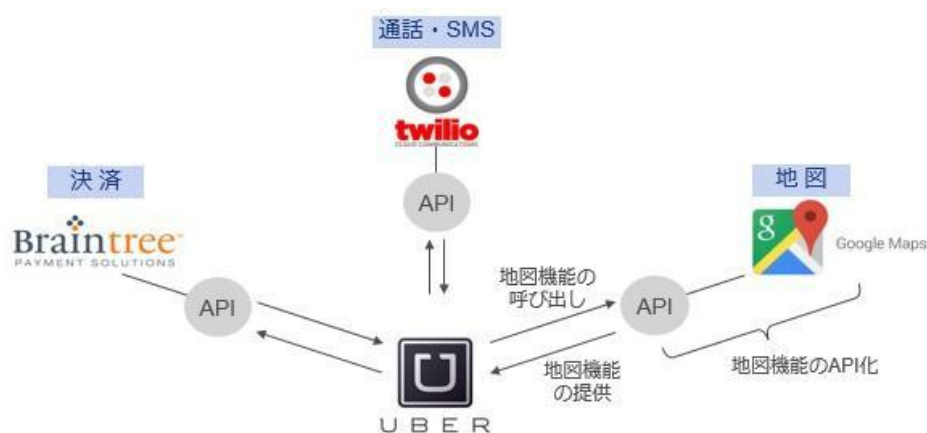 通話・SMS
twilio
CLOUD COMMUNICATIONS
API
決済
Braintree
PAYMENT SOLUTIONS
API
地図
g
Google Maps
API
地図機能の
呼び出し
地図機能
の提供
地図機能のAPI化
U
UBER